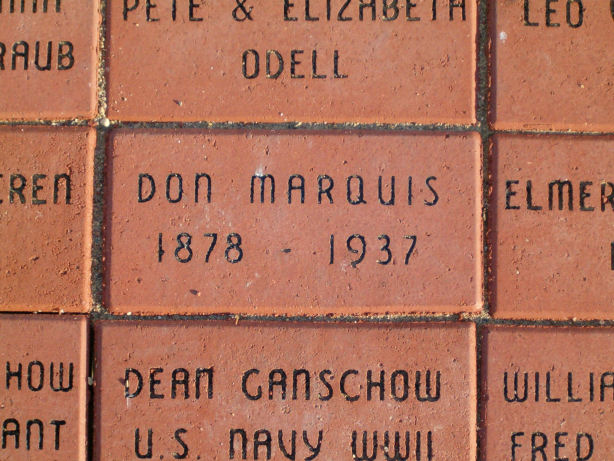 RAUB
PETE & ELIZABETH
ODELL
LEO
EREN
DON MARQUIS
1878 - 1937
ELMER
HOW
ANT
DEAN GANSCHOW
U.S. NAVY WWII
WILLIA
FRED